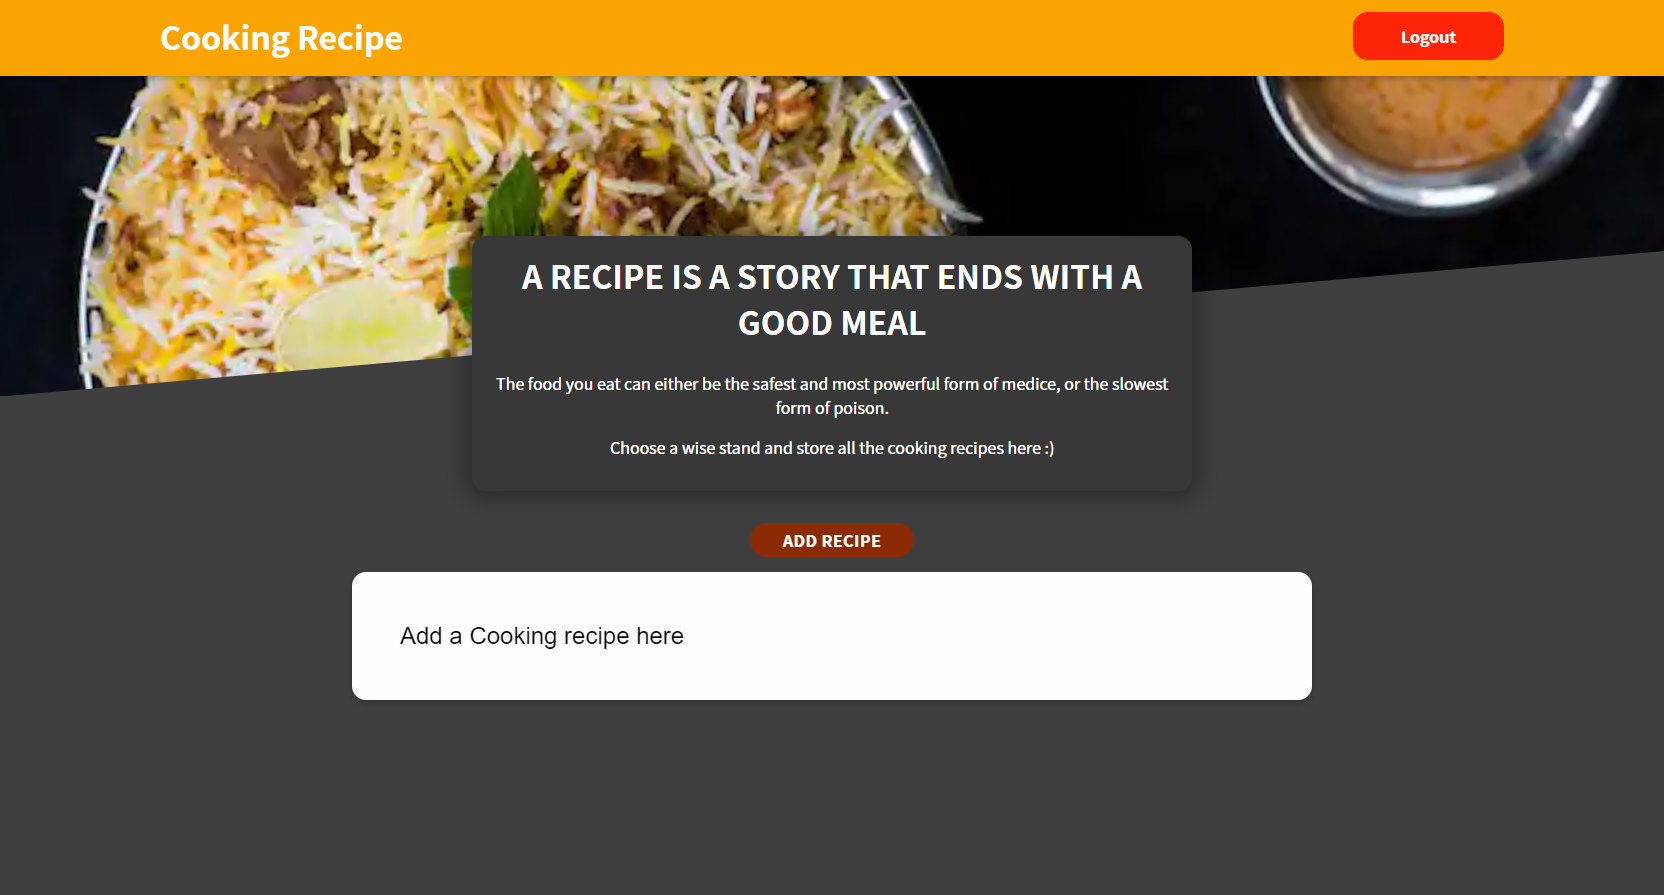 Cooking Recipe
Logout
A RECIPE IS A STORY THAT ENDS WITH A
GOOD MEAL
The food you eat can either be the safest and most powerful form of medice, or the slowest
form of poison.
Choose a wise stand and store all the cooking recipes here :)
ADD RECIPE
Add a Cooking recipe here